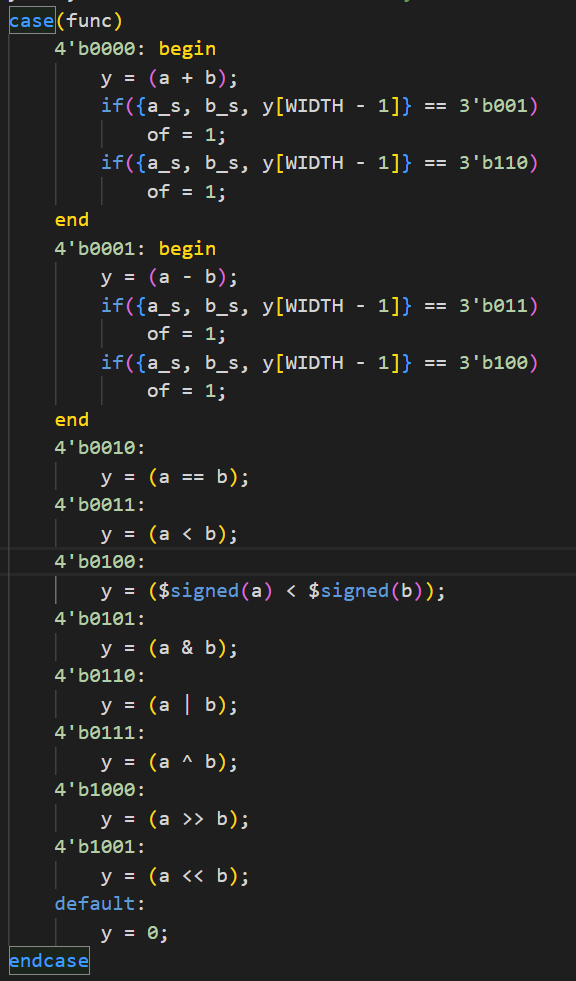 case(func)
    4'b0000: begin
        y = (a + b);
        if({a_s, b_s, y[WIDTH - 1]} == 3'b001)
            of = 1;
        if({a_s, b_s, y[WIDTH - 1]} == 3'b110)
            of = 1;
    end
    4'b0001: begin
        y = (a - b);
        if({a_s, b_s, y[WIDTH - 1]} == 3'b011)
            of = 1;
        if({a_s, b_s, y[WIDTH - 1]} == 3'b100)
            of = 1;
    end
    4'b0010:
        y = (a == b);
    4'b0011:
        y = (a < b);
    4'b0100:
        y = ($signed(a) < $signed(b));
    4'b0101:
        y = (a & b);
    4'b0110:
        y = (a | b);
    4'b0111:
        y = (a ^ b);
    4'b1000:
        y = (a >> b);
    4'b1001:
        y = (a << b);
    default:
        y = 0;
endcase